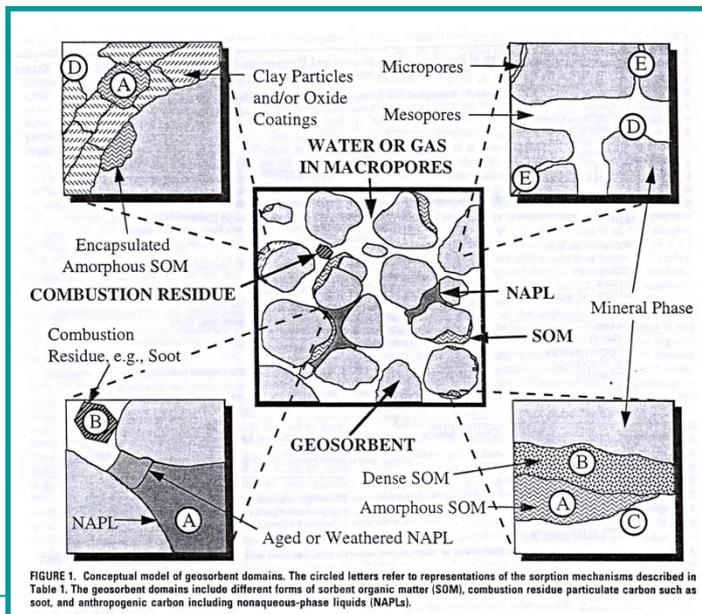 D
A
Clay Particles
and/or Oxide
Coatings
Encapsulated
Amorphous SOM
Micropores
Mesopores
E
D
E
WATER OR GAS
IN MACROPORES
COMBUSTION RESIDUE
NAPL
SOM
GEOSORBENT
Mineral Phase
Combustion
Residue, e.g., Soot
B
NAPL
A
Aged or Weathered NAPL
Dense SOM
Amorphous SOM
B
A
C
FIGURE 1. Conceptual model of geosorbent domains. The circled letters refer to representations of the sorption mechanisms described in
Table 1. The geosorbent domains include different forms of sorbent organic matter (SOM), combustion residue particulate carbon such as
soot, and anthropogenic carbon including nonaqueous-phase liquids (NAPLs).